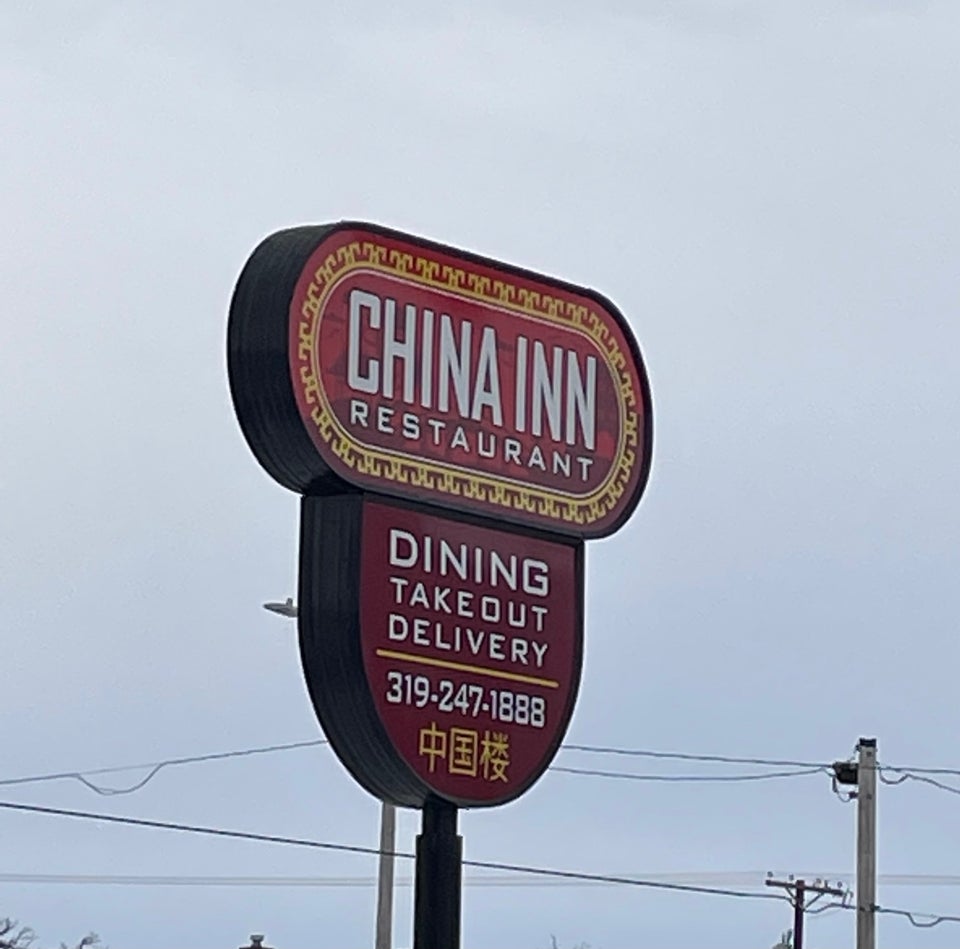 CHINA INN
RESTAURANT
DINING
TAKEOUT
DELIVERY
319-247-1888
中国楼